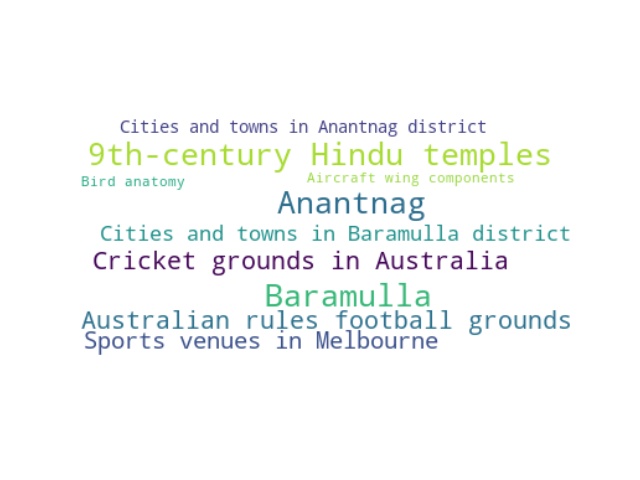 Cities and towns in Anantnag district
9th-century Hindu temples
Bird anatomy
Aircraft wing components
Anantnag
Cities and towns in Baramulla district
Cricket grounds in Australia
Baramulla
Australian rules football grounds
Sports venues in Melbourne